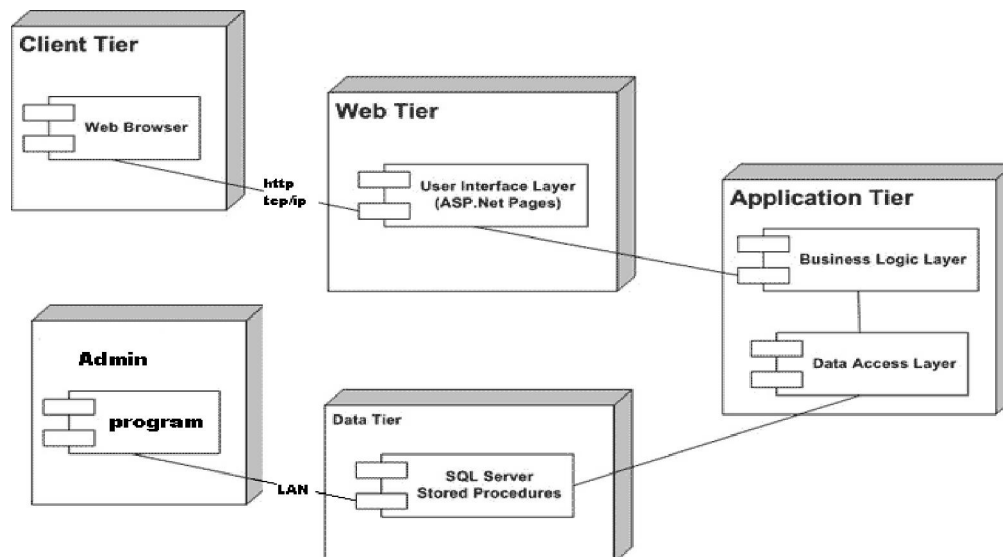 Client Tier
Web Browser
http
tcp/ip
Web Tier
User Interface Layer
(ASP.Net Pages)
Application Tier
Business Logic Layer
Data Access Layer
Admin
program
LAN
Data Tier
SQL Server
Stored Procedures